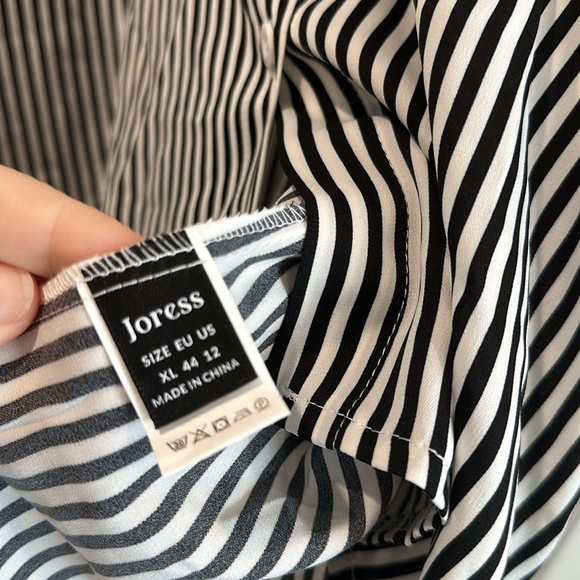 Joress
SIZE EU US
XL 44 12
MADE IN CHINA